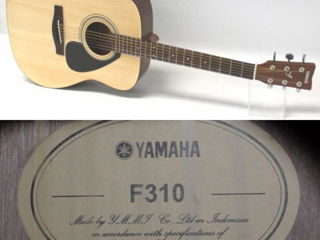 YAMAHA
F310
Made by Y.M.M.I Co., Ltd in Indonesia
in accordance with specifications of